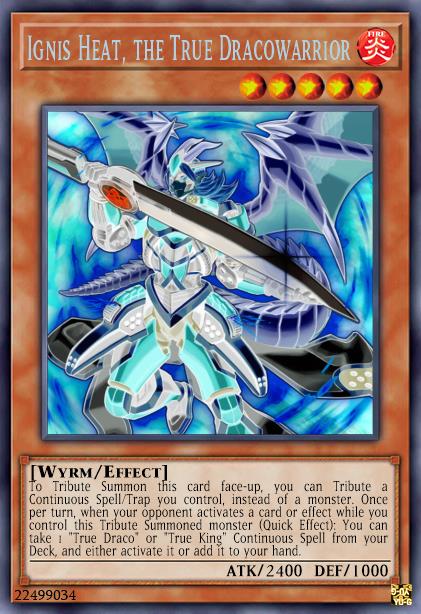 Ignis Heat, the True Dracowarrior
FIRE
炎
[Wyrm/Effect]
To Tribute Summon this card face-up, you can Tribute a
Continuous Spell/Trap you control, instead of a monster. Once
per turn, when your opponent activates a card or effect while you
control this Tribute Summoned monster (Quick Effect): You can
take 1 "True Draco" or "True King" Continuous Spell from your
Deck, and either activate it or add it to your hand.
ATK/2400 DEF/1000
22499034